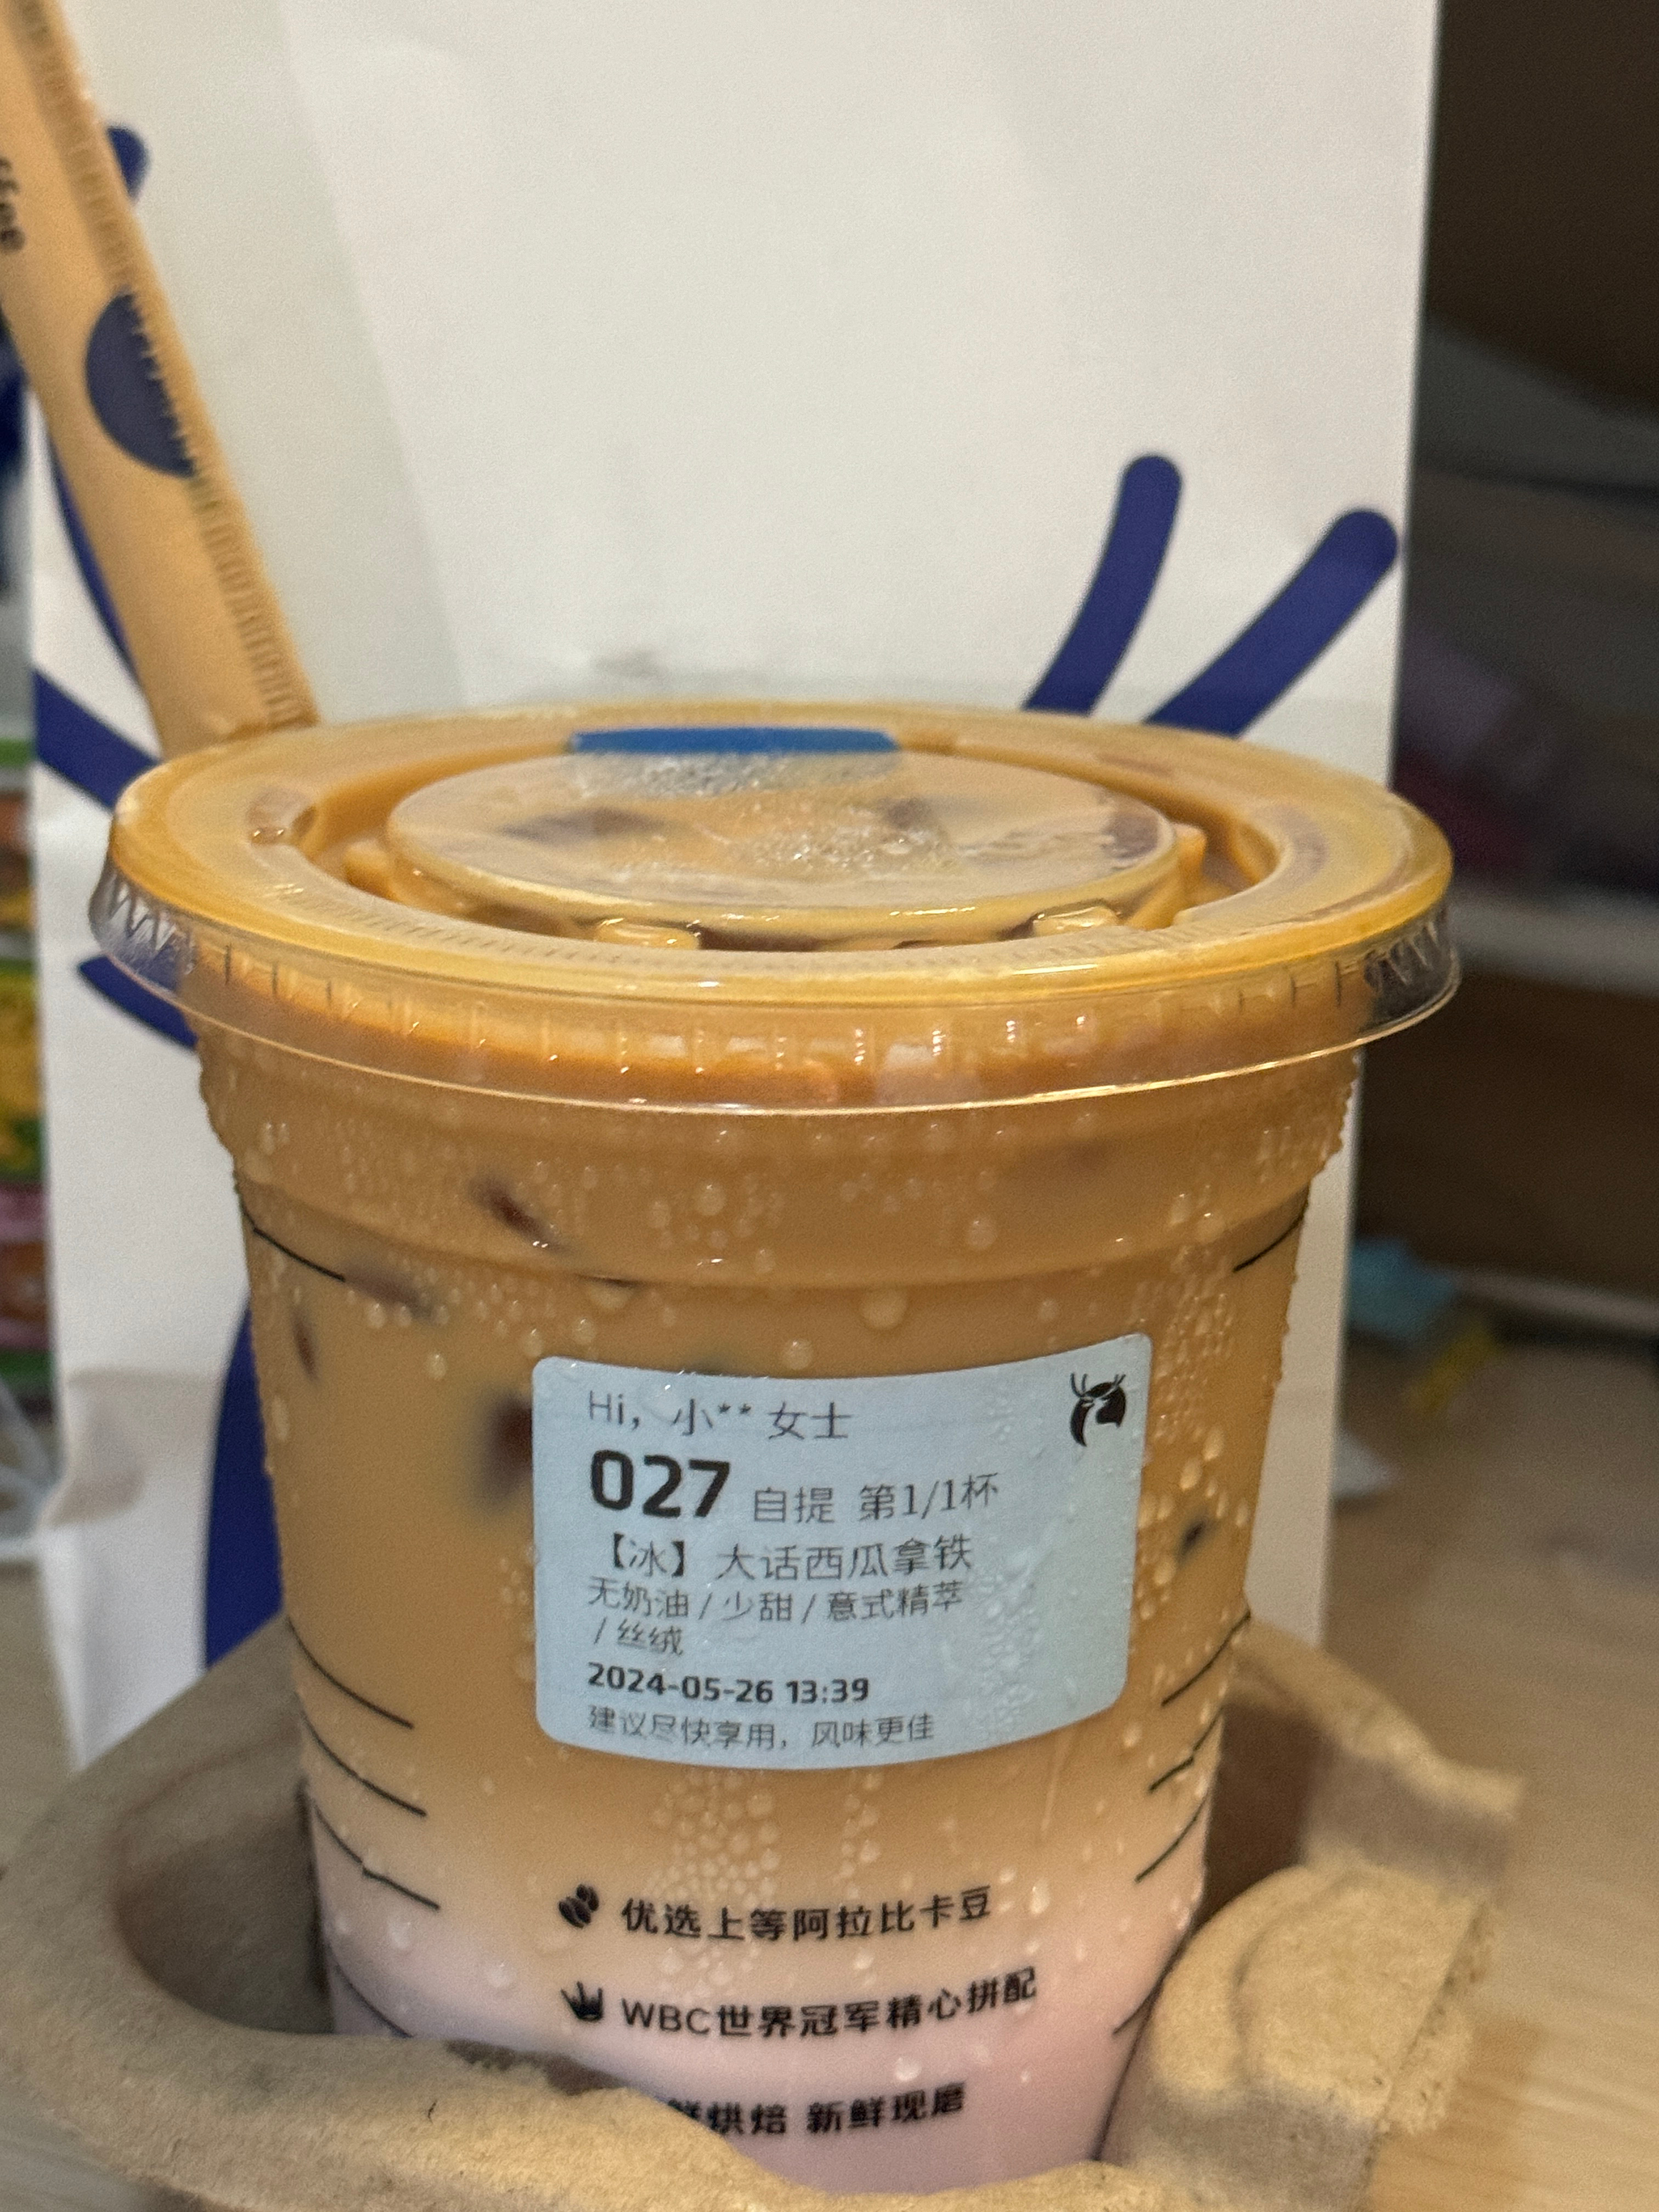 ffee
Hi, 小** 女士
027 自提 第1/1杯
【冰】大话西瓜拿铁
无奶油 / 少甜 / 意式精萃
/ 丝绒
2024-05-26 13:39
建议尽快享用，风味更佳
优选上等阿拉比卡豆
WBC世界冠军精心拼配
鲜烘焙 新鲜现磨